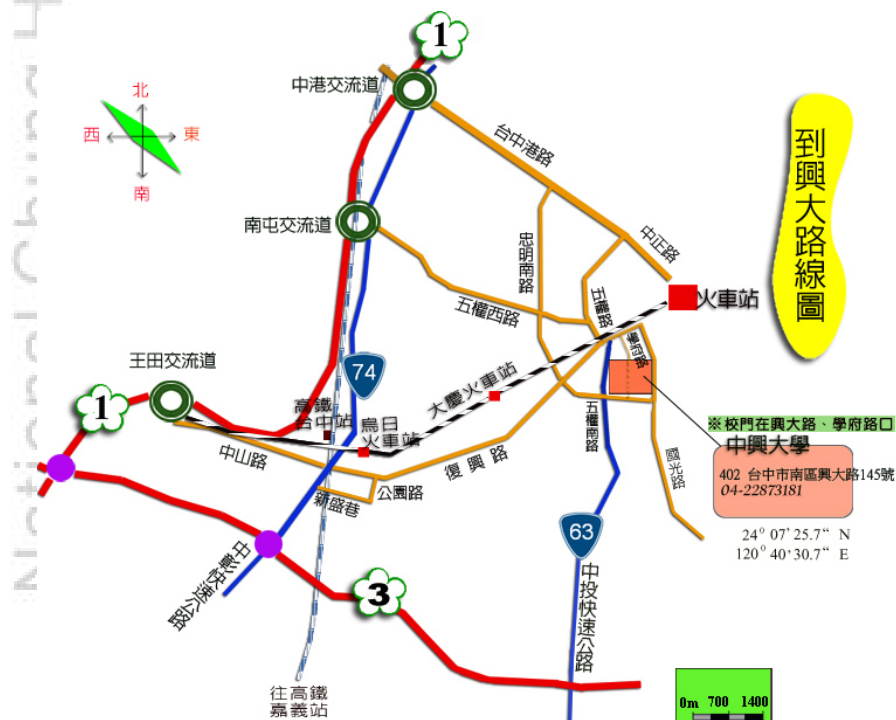 1
中港交流道
北
西
東
南
台中港路
到興大路線圖
南屯交流道
忠明南路
中正路
火車站
五權西路
五權路
學府路
王田交流道
74
大慶火車站
1
高鐵
台中站
烏日
火車站
五權南路
※校門在興大路、學府路口
中興大學
中山路
復興路
國光路
402 台中市南區興大路145號
04-22873181
新盛巷
公園路
24° 07' 25.7" N
120° 40' 30.7" E
63
中彰快速公路
3
中投快速公路
往高鐵
嘉義站
0m 700 1400